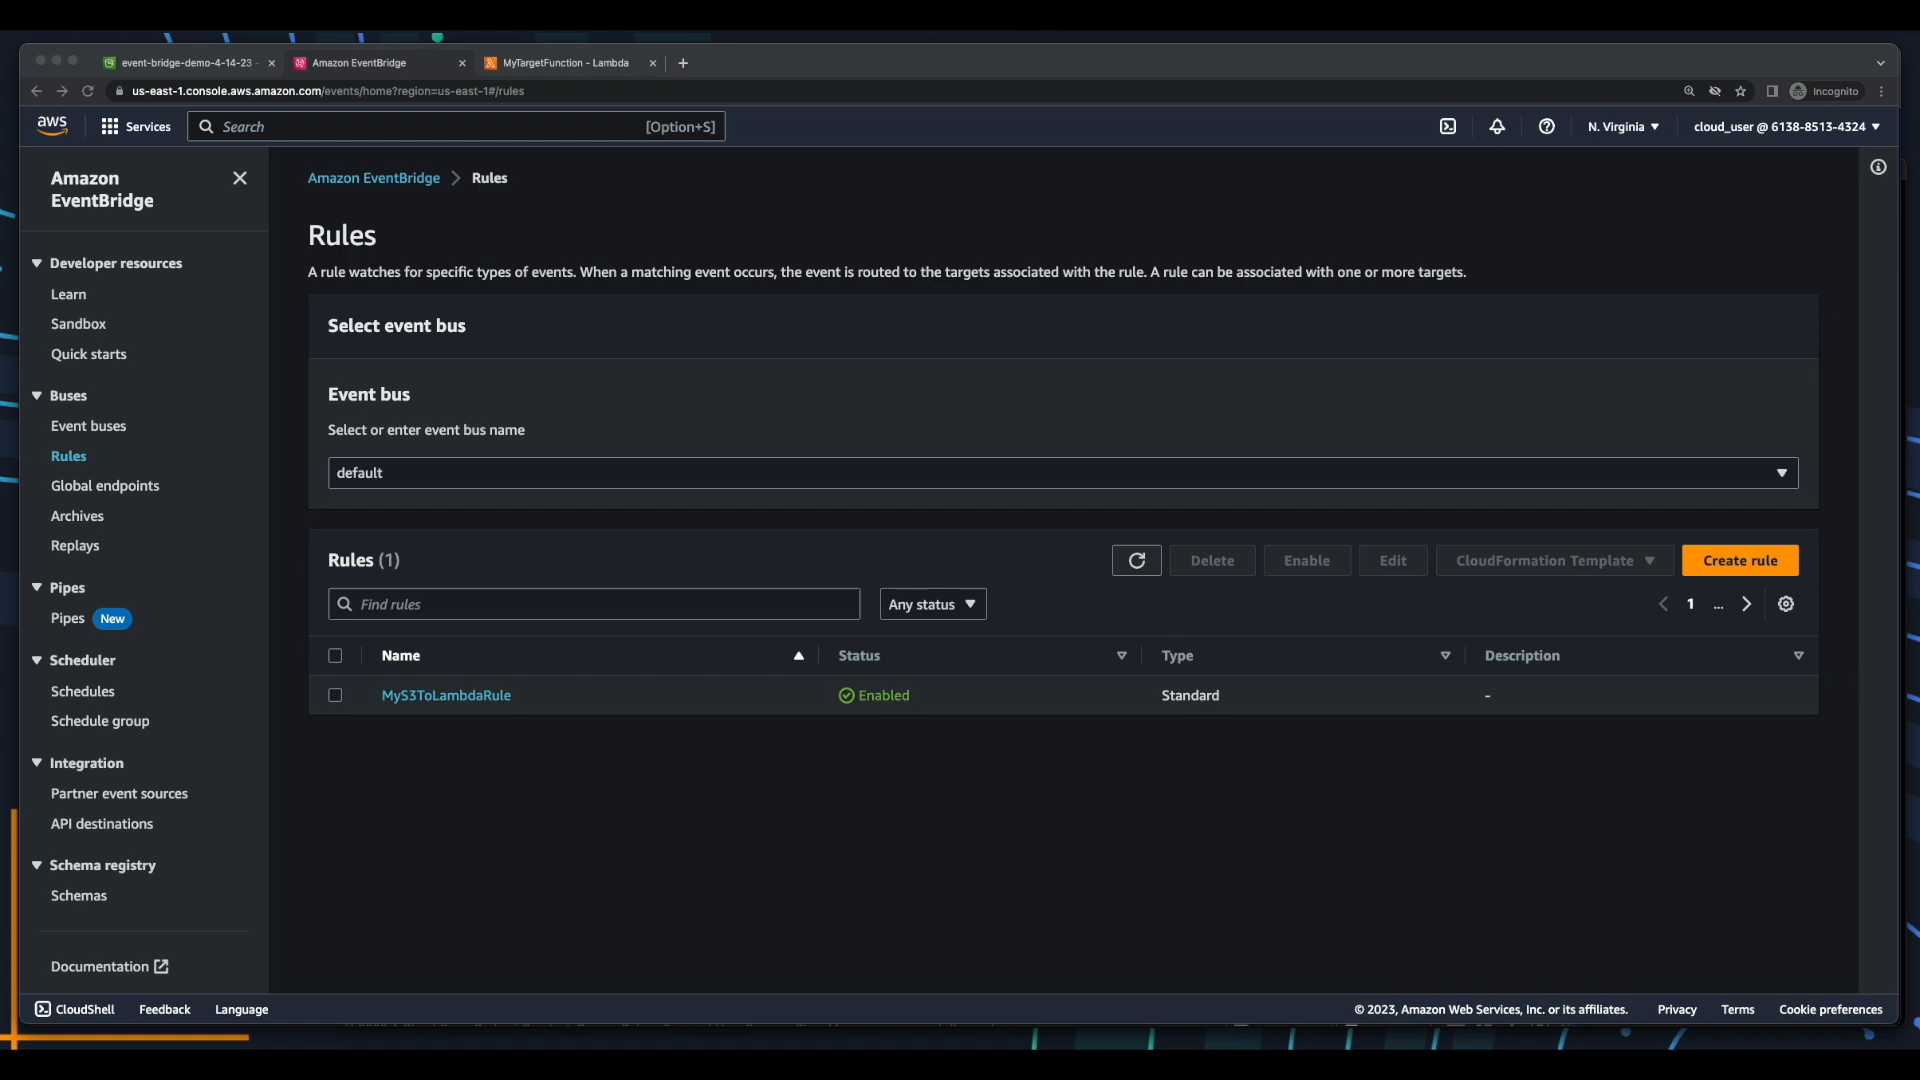 event-bridge-demo-4-14-23 -
Amazon EventBridge
MyTargetFunction - Lambda
us-east-1.console.aws.amazon.com/events/home?region=us-east-1#/rules
Incognito
aws
Services
Search
[Option+S]
N. Virginia
cloud_user @ 6138-8513-4324
Amazon
EventBridge
Developer resources
Learn
Sandbox
Quick starts
Buses
Event buses
Rules
Global endpoints
Archives
Replays
Pipes
Pipes New
Scheduler
Schedules
Schedule group
Integration
Partner event sources
API destinations
Schema registry
Schemas
Documentation
Amazon EventBridge > Rules
Rules
A rule watches for specific types of events. When a matching event occurs, the event is routed to the targets associated with the rule. A rule can be associated with one or more targets.
Select event bus
Event bus
Select or enter event bus name
default
Rules (1)
Delete
Enable
Edit
CloudFormation Template
Create rule
Find rules
Any status
1 ...
Name Status Type Description
MyS3ToLambdaRule Enabled Standard -
CloudShell Feedback Language
© 2023, Amazon Web Services, Inc. or its affiliates. Privacy Terms Cookie preferences